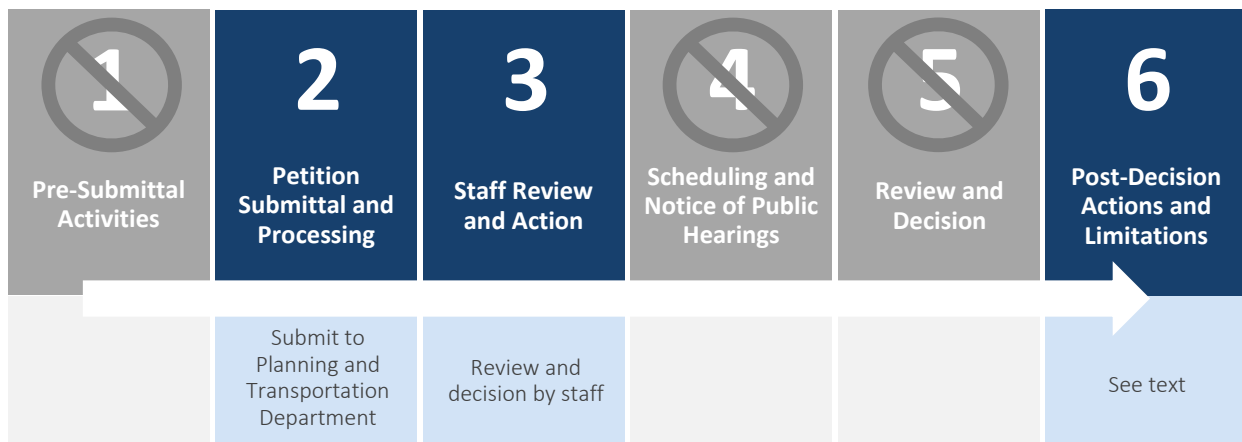 1
Pre-Submittal
Activities
2
Petition
Submittal and
Processing
3
Staff Review
and Action
4
Scheduling and
Notice of Public
Hearings
5
Review and
Decision
6
Post-Decision
Actions and
Limitations
Submit to
Planning and
Transportation
Department
Review and
decision by staff
See text